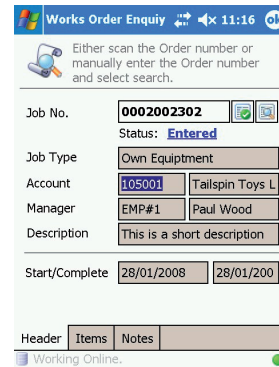 Works Order Enquiy 11:16 ok
Either scan the Order number or
manually enter the Order number
and select search.
Job No. 0002002302
Status: Entered
Job Type Own Equiptment
Account 105001 Tailspin Toys L
Manager EMP#1 Paul Wood
Description This is a short description
Start/Complete 28/01/2008 28/01/200
Header Items Notes
Working Online.